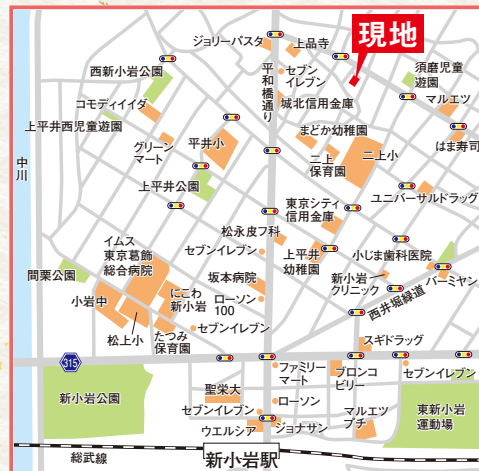 ジョリーパスタ
上品寺
現地
西新小岩公園
平和橋通り
セブン
イレブン
須磨児童
遊園
コモディイイダ
城北信用金庫
マルエツ
上平井西児童遊園
まどか幼稚園
はま寿司
グリーン
マート
平井小
二上
保育園
二上小
中川
上平井公園
東京シティ
信用金庫
ユニバーサルドラッグ
松永皮フ科
イムス
東京葛飾
総合病院
セブンイレブン
上平井
幼稚園
小じま歯科医院
間栗公園
坂本病院
新小岩
クリニック
バーミヤン
小岩中
にこわ
新小岩
ローソン
100
西井堀緑道
松上小
たつみ
保育園
セブンイレブン
スギドラッグ
315
ファミリー
マート
ブロンコ
ビリー
セブンイレブン
新小岩公園
聖栄大
ローソン
セブンイレブン
マルエツ
プチ
東新小岩
運動場
ウエルシア
ジョナサン
総武線
新小岩駅